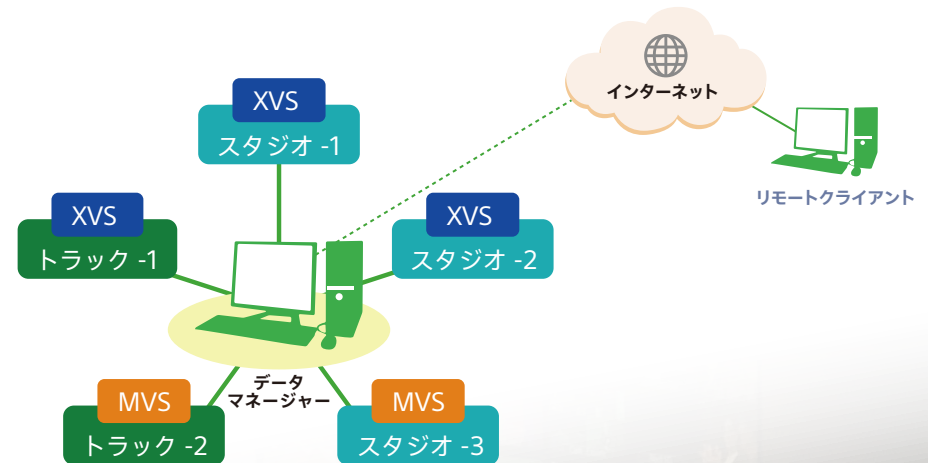 XVS
スタジオ -1
インターネット
リモートクライアント
XVS
トラック -1
XVS
スタジオ -2
データ
マネージャー
MVS
トラック -2
MVS
スタジオ -3